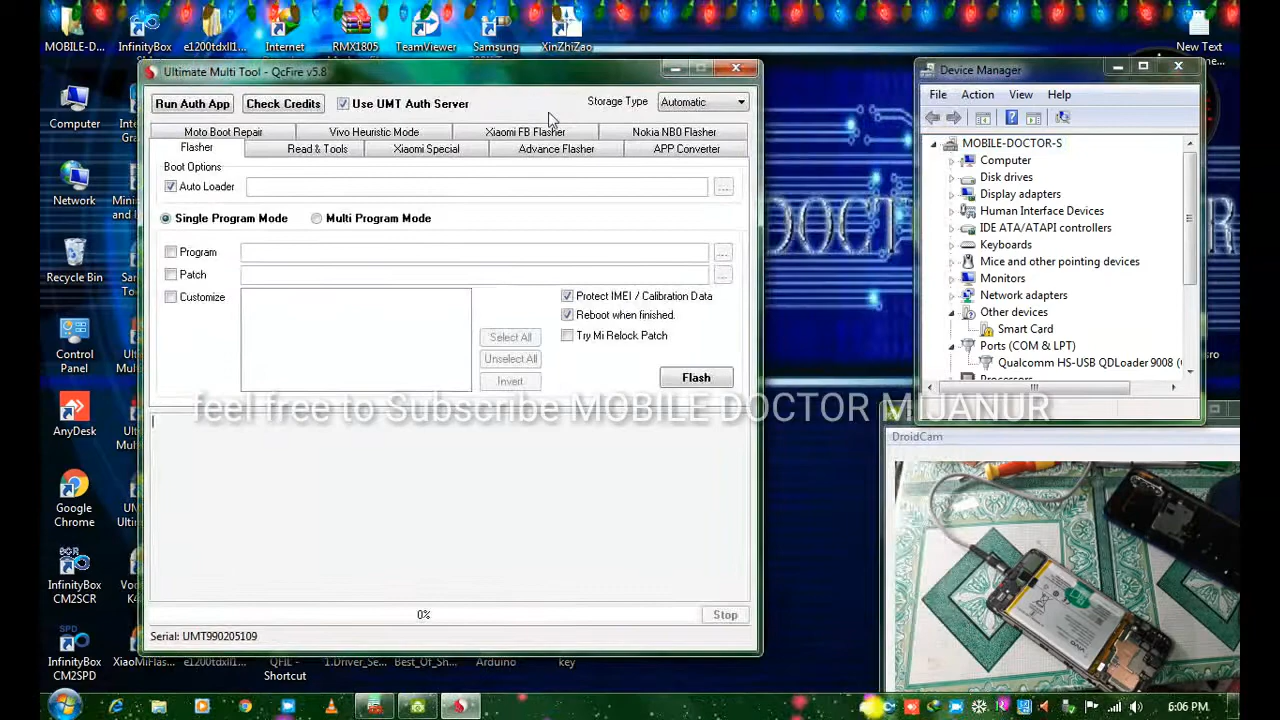 MOBILE-D...
InfinityBox
e1200tdxll1...
Internet
RMX1805
TeamViewer
Samsung
XinZhiZao
New Text
Ultimate Multi Tool - QcFire v5.8
Run Auth App
Check Credits
Use UMT Auth Server
Storage Type
Automatic
Moto Boot Repair
Vivo Heuristic Mode
Xiaomi FB Flasher
Nokia NB0 Flasher
Flasher
Read & Tools
Xiaomi Special
Advance Flasher
APP Converter
Boot Options
Auto Loader
...
Single Program Mode
Multi Program Mode
Program
...
Patch
...
Customize
Protect IMEI / Calibration Data
Reboot when finished.
Try Mi Relock Patch
Select All
Unselect All
Invert
Flash
feel free to Subscribe MOBILE DOCTOR MIJANUR
0%
Stop
Serial: UMT990205109
Device Manager
File
Action
View
Help
MOBILE-DOCTOR-S
Computer
Disk drives
Display adapters
Human Interface Devices
IDE ATA/ATAPI controllers
Keyboards
Mice and other pointing devices
Monitors
Network adapters
Other devices
Smart Card
Ports (COM & LPT)
Qualcomm HS-USB QDLoader 9008 (
Processors
DroidCam
vivo
Computer
Network
Recycle Bin
Control
Panel
AnyDesk
Google
Chrome
InfinityBox
CM2SCR
InfinityBox
CM2SPD
XiaoMiFlas...
e1200tdxll1...
QFIL -
Shortcut
1.Driver_Se...
Best_Of_Sh...
Arduino
key
6:06 PM